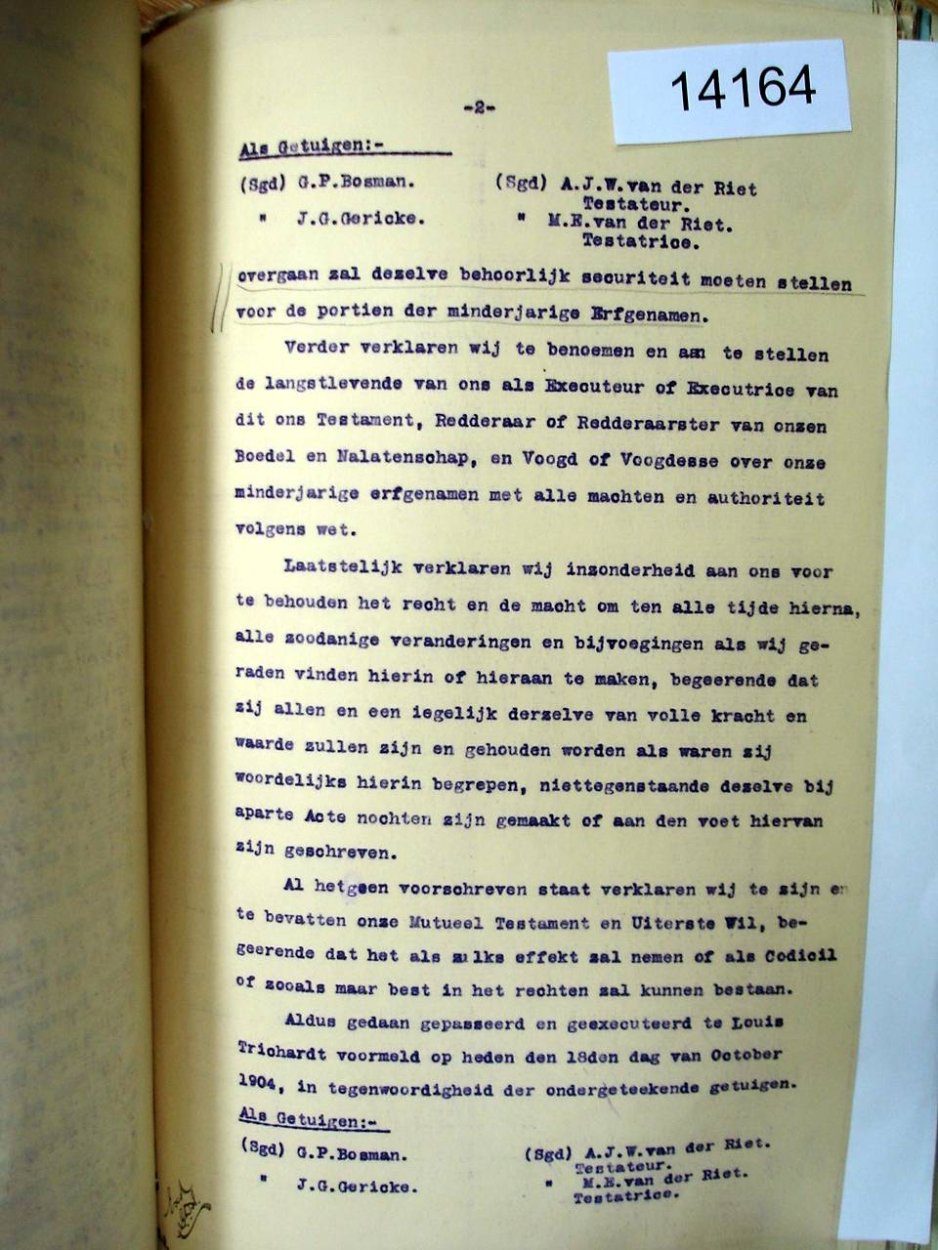 14164
-2-
Als Getuigen:-
(Sgd) G.P.Bosman. (Sgd) A.J.W.van der Riet
Testateur.
" J.G.Gericke. " M.E.van der Riet.
Testatrice.
overgaan zal dezelve behoorlijk securiteit moeten stellen
voor de portien der minderjarige Erfgenamen.
Verder verklaren wij te benoemen en aan te stellen
de langstlevende van ons als Executeur of Executrice van
dit ons Testament, Redderaar of Redderaarster van onzen
Boedel en Nalatenschap, en Voogd of Voogdesse over onze
minderjarige erfgenamen met alle machten en authoriteit
volgens wet.
Laatstelijk verklaren wij inzonderheid aan ons voor
te behouden het recht en de macht om ten alle tijde hierna,
alle zoodanige veranderingen en bijvoegingen als wij ge-
raden vinden hierin of hieraan te maken, begeerende dat
zij allen en een iegelijk derzelve van volle kracht en
waarde zullen zijn en gehouden worden als waren zij
woordelijks hierin begrepen, niettegenstaande dezelve bij
aparte Acte nochten zijn gemaakt of aan den voet hiervan
zijn geschreven.
Al hetgeen voorschreven staat verklaren wij te zijn en
te bevatten onze Mutueel Testament en Uiterste Wil, be-
geerende dat het als zulks effekt zal nemen of als Codicil
of zooals maar best in het rechten zal kunnen bestaan.
Aldus gedaan gepasseerd en geexecuteerd te Louis
Trichardt voormeld op heden den 18den dag van October
1904, in tegenwoordigheid der ondergeteekende getuigen.
Als Getuigen:-
(Sgd) G.P.Bosman. (Sgd) A.J.W.van der Riet.
Testateur.
" J.G.Gericke. " M.E.van der Riet.
Testatrice.